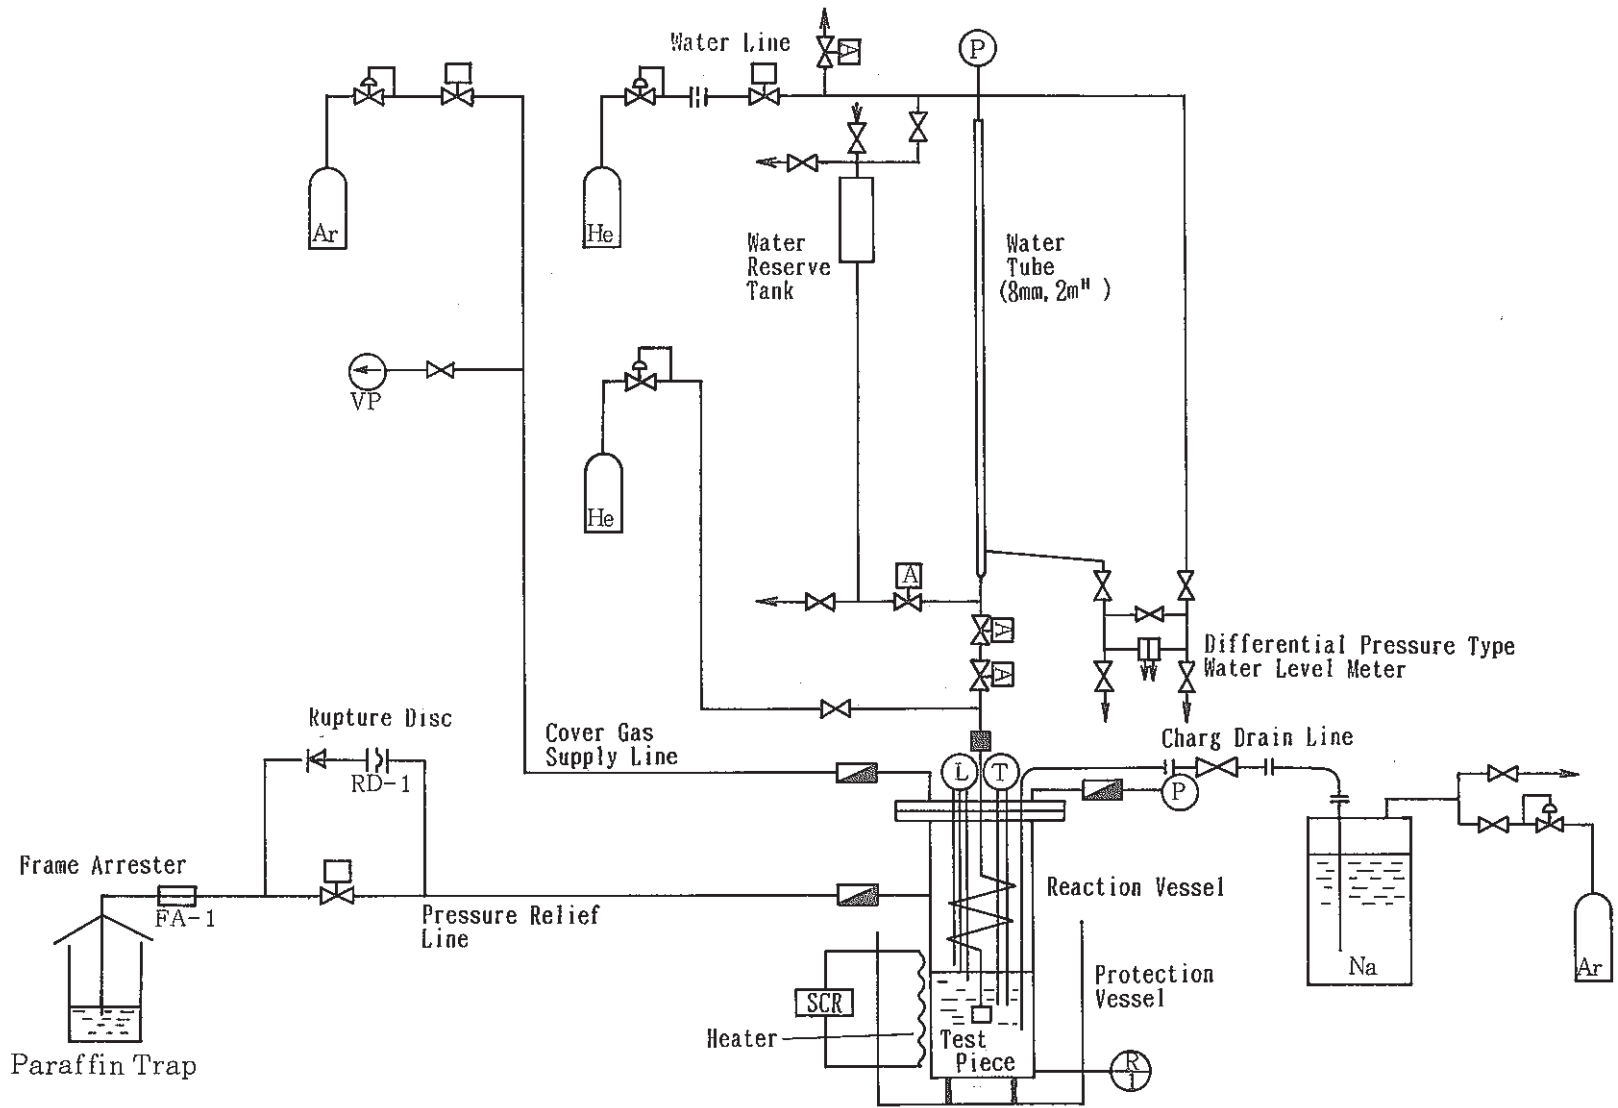 Water Line
A
P
Ar
He
Water
Reserve
Tank
Water
Tube
(8mm, 2mᴴ )
VP
He
A
A
A
Differential Pressure Type
Water Level Meter
Rupture Disc
RD-1
Cover Gas
Supply Line
L
T
Charg Drain Line
P
Frame Arrester
FA-1
Pressure Relief
Line
Reaction Vessel
Na
Ar
Protection
Vessel
SCR
Heater
Test
Piece
R
1
Paraffin Trap